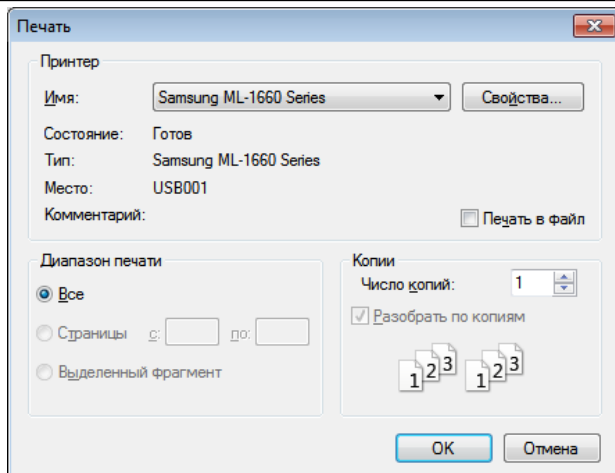 Печать
Принтер
Имя: Samsung ML-1660 Series Свойства...
Состояние: Готов
Тип: Samsung ML-1660 Series
Место: USB001
Комментарий: Печать в файл
Диапазон печати
Все
Страницы с: по:
Выделенный фрагмент
Копии
Число копий: 1
Разобрать по копиям
1 2 3 1 2 3
OK Отмена